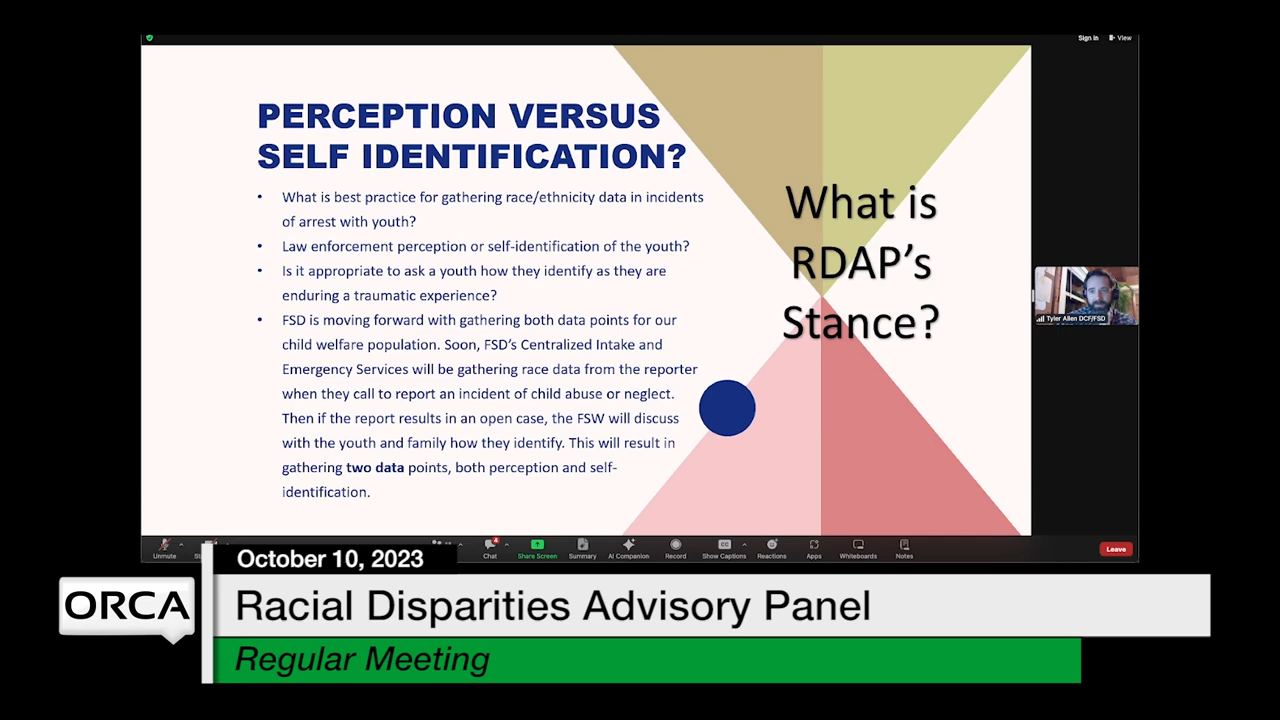 Sign in View
PERCEPTION VERSUS
SELF IDENTIFICATION?
• What is best practice for gathering race/ethnicity data in incidents
of arrest with youth?
• Law enforcement perception or self-identification of the youth?
• Is it appropriate to ask a youth how they identify as they are
enduring a traumatic experience?
• FSD is moving forward with gathering both data points for our
child welfare population. Soon, FSD's Centralized Intake and
Emergency Services will be gathering race data from the reporter
when they call to report an incident of child abuse or neglect.
Then if the report results in an open case, the FSW will discuss
with the youth and family how they identify. This will result in
gathering two data points, both perception and self-
identification.
What is
RDAP's
Stance?
Tyler Allen DCF/FSD
Unmute Chat 4 Share Screen Summary AI Companion Record Show Captions Reactions Apps Whiteboards Notes Leave
October 10, 2023
ORCA
Racial Disparities Advisory Panel
Regular Meeting